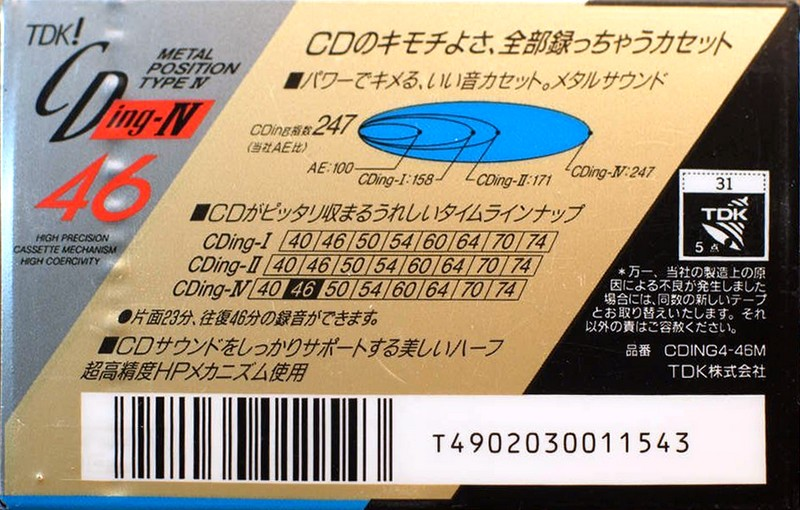 TDK!
CDing-IV
METAL
POSITION
TYPE IV
46
HIGH PRECISION
CASSETTE MECHANISM
HIGH COERCIVITY
CDのキモチよさ、全部録っちゃうカセット
■パワーでキメる、いい音カセット。メタルサウンド
CDing指数247
(当社AE比)
AE:100
CDing-I:158
CDing-II:171
CDing-IV:247
■CDがピッタリ収まるうれしいタイムラインナップ
CDing-I 40 46 50 54 60 64 70 74
CDing-II 40 46 50 54 60 64 70 74
CDing-IV 40 46 50 54 60 64 70 74
●片面23分、往復46分の録音ができます。
■CDサウンドをしっかりサポートする美しいハーフ
超高精度HPメカニズム使用
31
TDK
5 点
*万一、当社の製造上の原
因による不良が発生しました
場合には、同数の新しいテープ
とお取り替えいたします。それ
以外の責はご容赦ください。
品番 CDING4-46M
TDK株式会社
T4902030011543